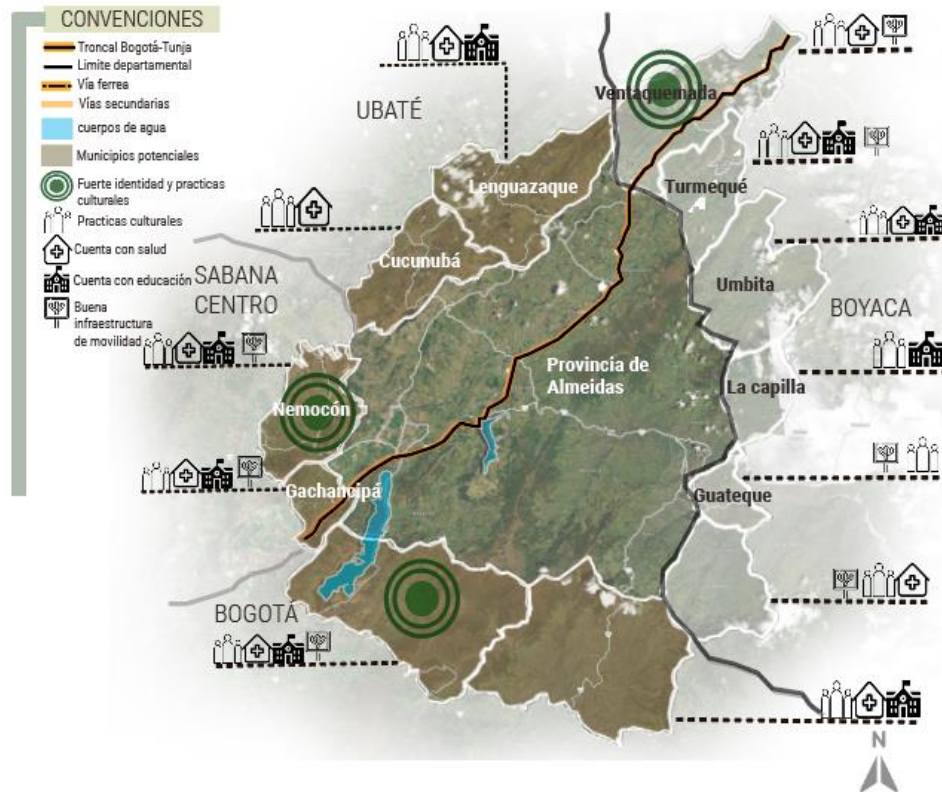 CONVENCIONES
Troncal Bogotá-Tunja
Limite departamental
Vía ferrea
Vías secundarias
cuerpos de agua
Municipios potenciales
Fuerte identidad y practicas
culturales
Practicas culturales
Cuenta con salud
Cuenta con educación
Buena
infraestructura
de movilidad
UBATÉ
Ventaquemada
Lenguazaque
Turmequé
Cucunubá
SABANA
CENTRO
Umbita
BOYACA
Provincía de
Almeidas
La capilla
Nemocón
Gachancipá
Guateque
BOGOTÁ
N